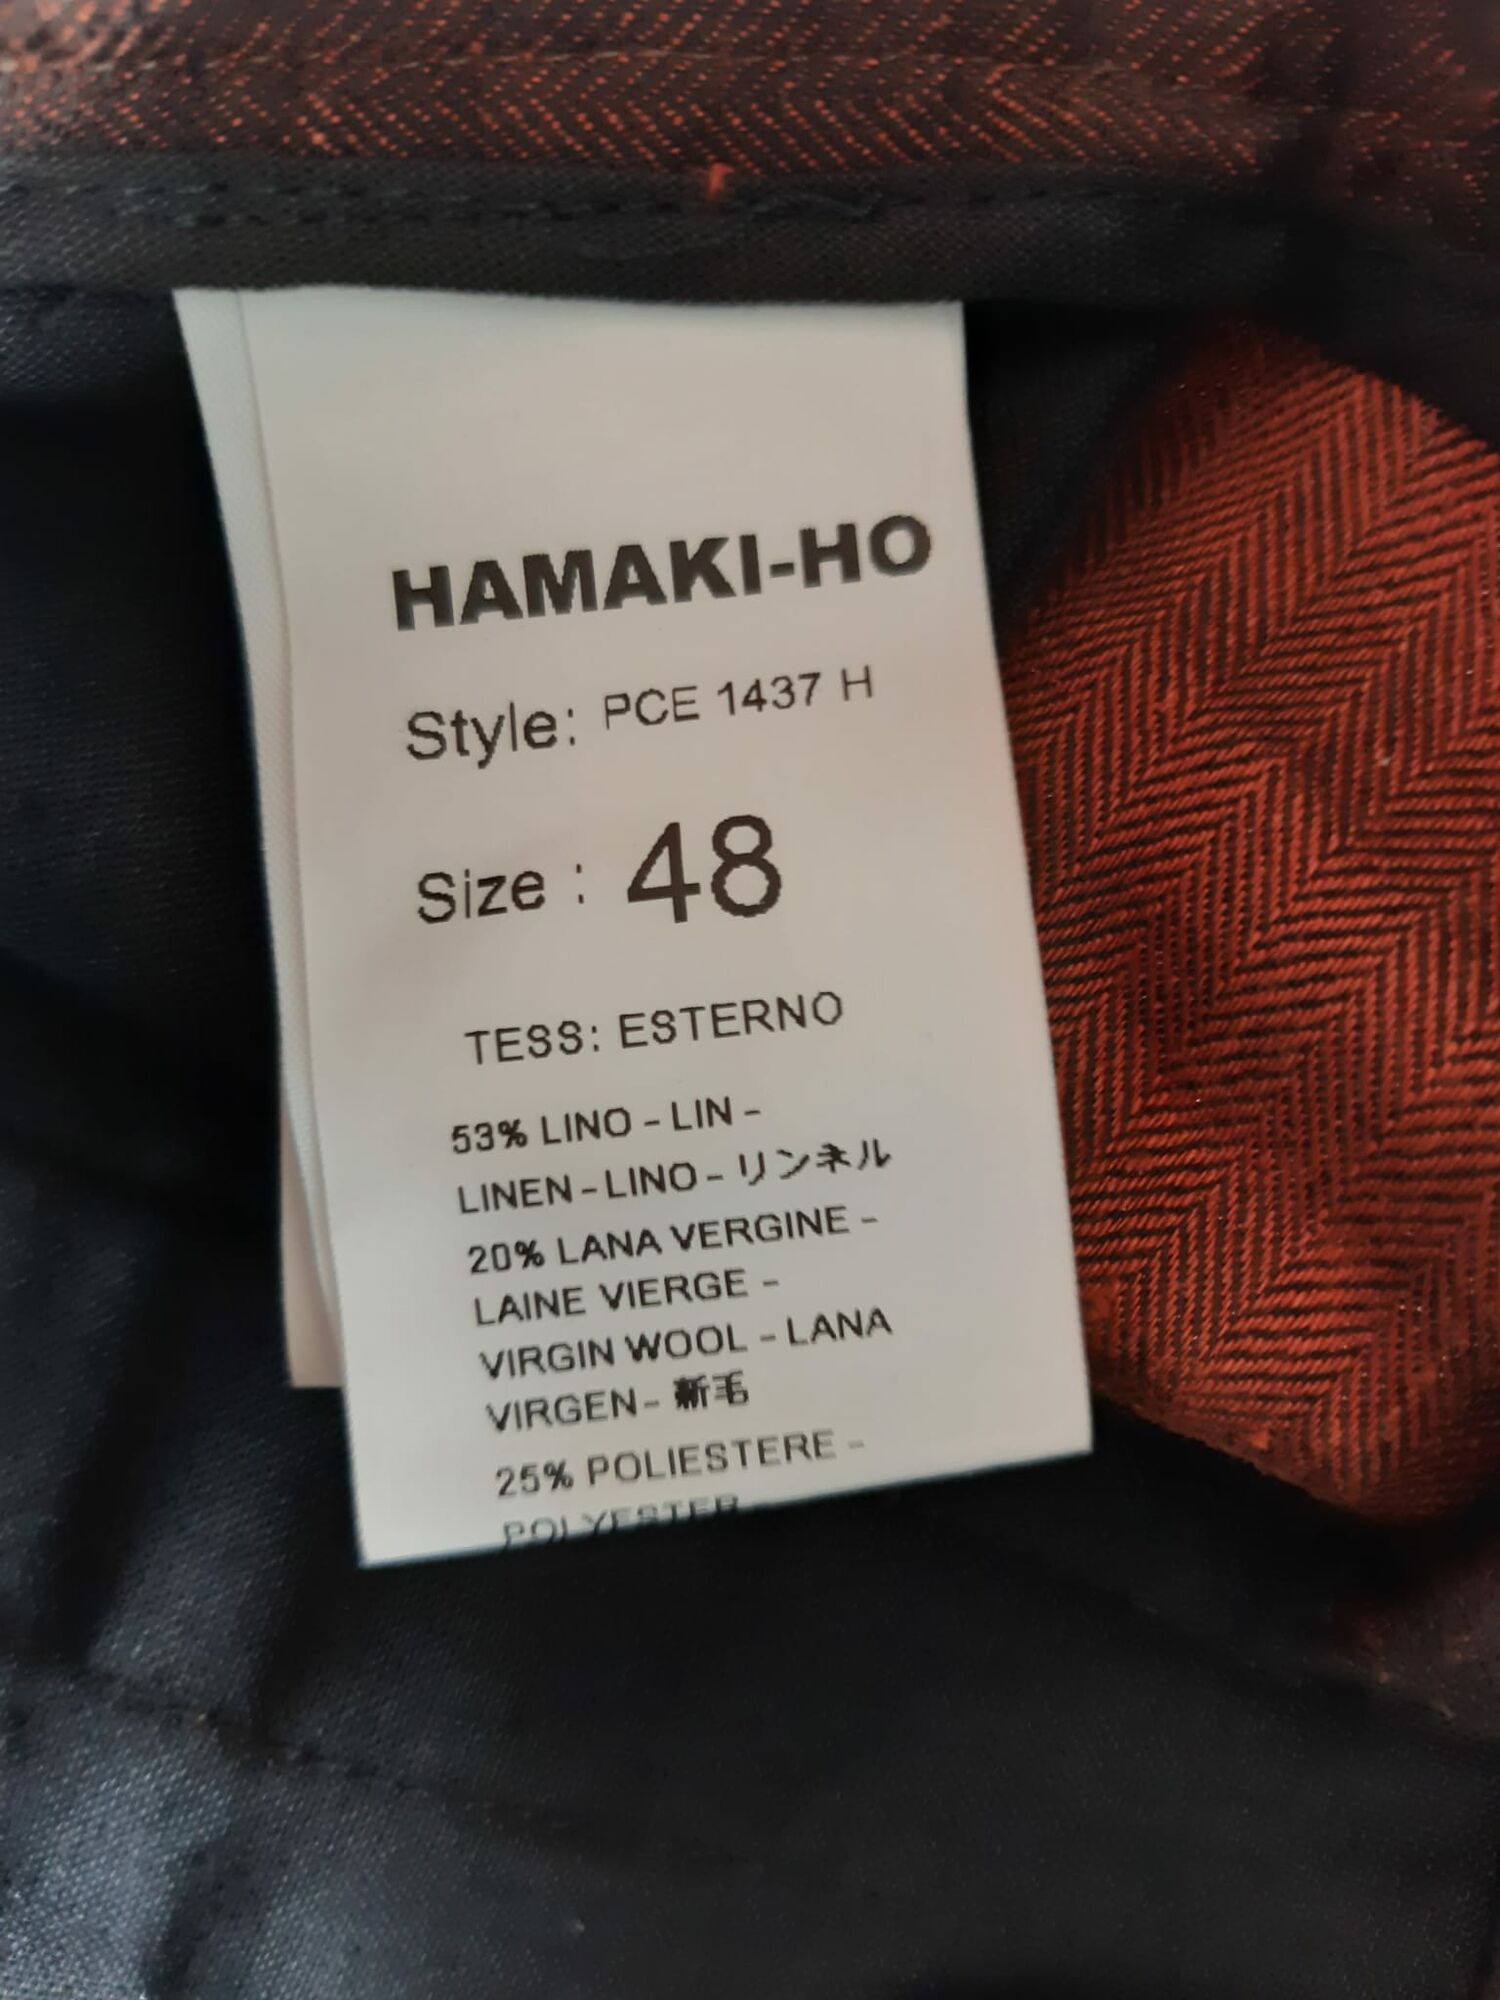 HAMAKI-HO
Style: PCE 1437 H
Size : 48
TESS: ESTERNO
53% LINO - LIN -
LINEN - LINO - リンネル
20% LANA VERGINE -
LAINE VIERGE -
VIRGIN WOOL - LANA
VIRGEN - 新毛
25% POLIESTERE -
POLYESTER -